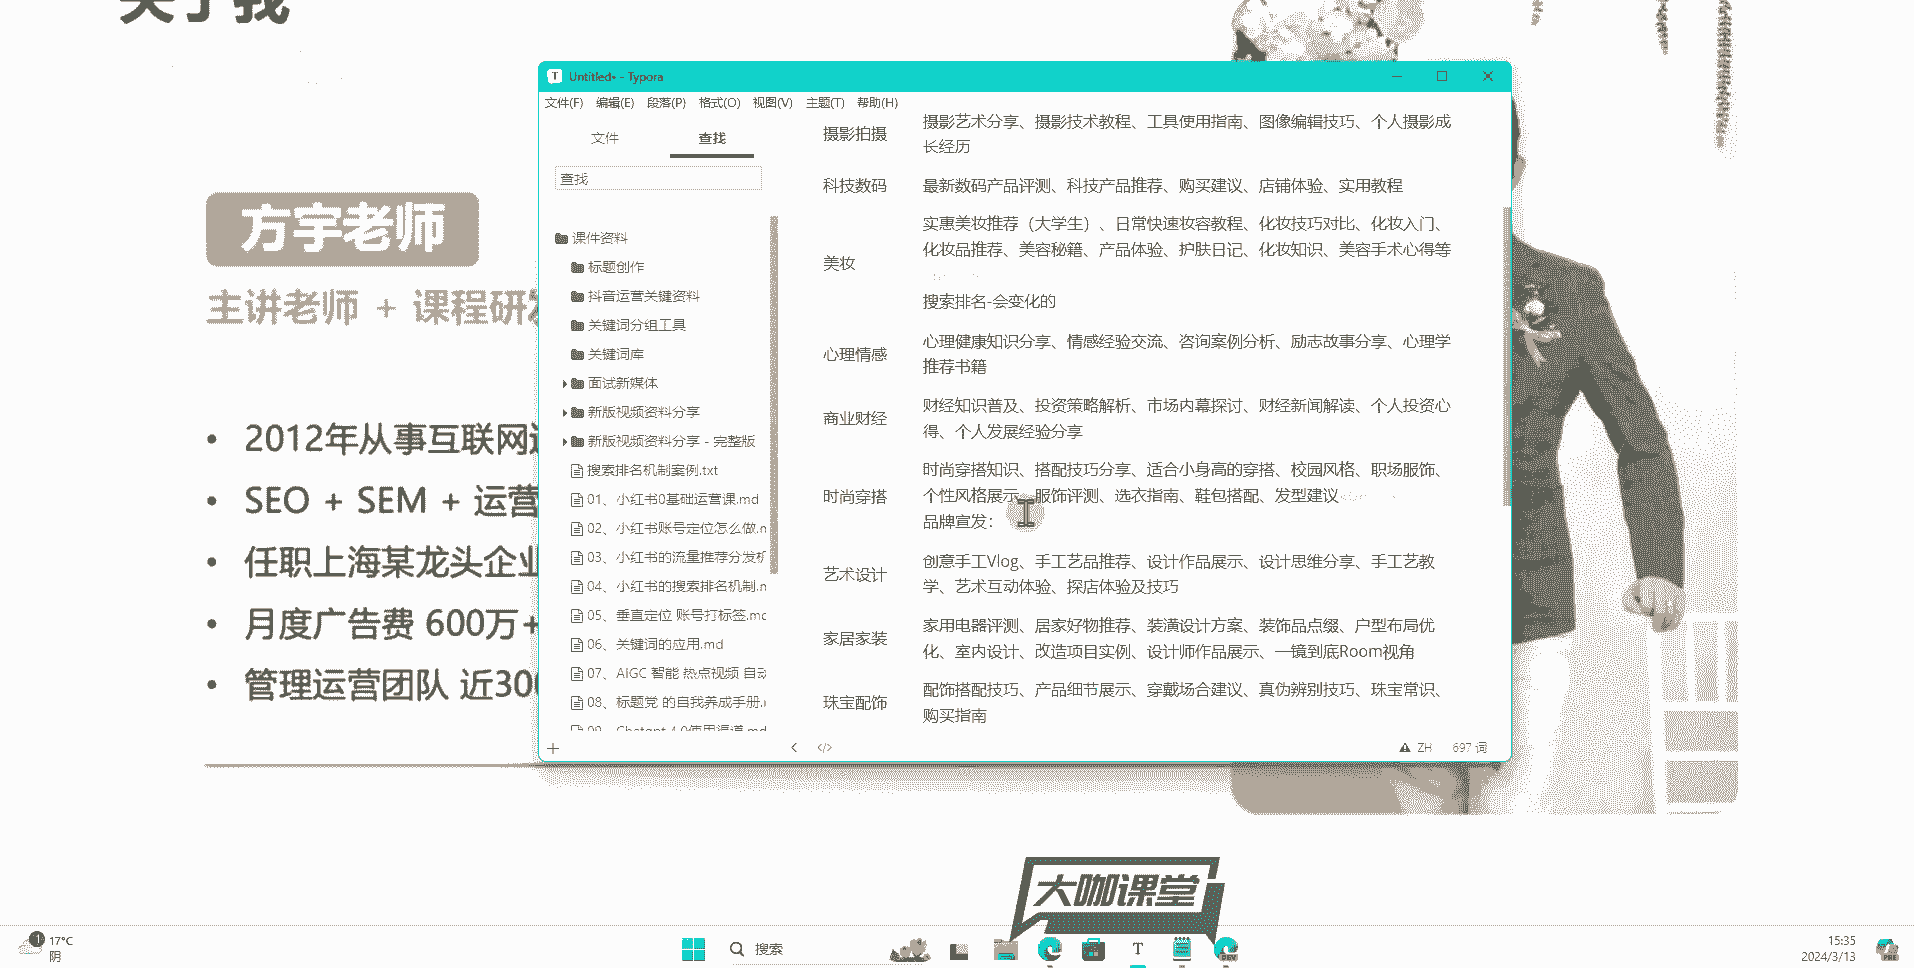 关于我
方宇老师
主讲老师 + 课程研
2012年从事互联网
SEO + SEM + 运营
任职上海某龙头企业
月度广告费 600万+
管理运营团队 近30
Untitled• - Typora
文件(F) 编辑(E) 段落(P) 格式(O) 视图(V) 主题(T) 帮助(H)
文件 查找
查找
课件资料
标题创作
抖音运营关键资料
关键词分组工具
关键词库
面试新媒体
新版视频资料分享
新版视频资料分享 - 完整版
搜索排名机制案例.txt
01、小红书0基础运营课.md
02、小红书账号定位怎么做.m
03、小红书的流量推荐分发机
04、小红书的搜索排名机制.m
05、垂直定位 账号打标签.md
06、关键词的应用.md
07、AIGC 智能 热点视频 自动
08、标题党 的自我养成手册.
09、Chatgpt 4.0使用渠道.md
摄影拍摄
摄影艺术分享、摄影技术教程、工具使用指南、图像编辑技巧、个人摄影成
长经历
科技数码
最新数码产品评测、科技产品推荐、购买建议、店铺体验、实用教程
美妆
实惠美妆推荐（大学生）、日常快速妆容教程、化妆技巧对比、化妆入门、
化妆品推荐、美容秘籍、产品体验、护肤日记、化妆知识、美容手术心得等
搜索排名-会变化的
心理情感
心理健康知识分享、情感经验交流、咨询案例分析、励志故事分享、心理学
推荐书籍
商业财经
财经知识普及、投资策略解析、市场内幕探讨、财经新闻解读、个人投资心
得、个人发展经验分享
时尚穿搭
时尚穿搭知识、搭配技巧分享、适合小身高的穿搭、校园风格、职场服饰、
个性风格展示、服饰评测、选衣指南、鞋包搭配、发型建议
品牌宣发：
艺术设计
创意手工Vlog、手工艺品推荐、设计作品展示、设计思维分享、手工艺教
学、艺术互动体验、探店体验及技巧
家居家装
家用电器评测、居家好物推荐、装潢设计方案、装饰品点缀、户型布局优
化、室内设计、改造项目实例、设计师作品展示、一镜到底Room视角
珠宝配饰
配饰搭配技巧、产品细节展示、穿戴场合建议、真伪辨别技巧、珠宝常识、
购买指南
ZH 697 词
大咖课堂
1 17°C
阴
搜索
T
DEV
15:35
2024/3/13
PRE